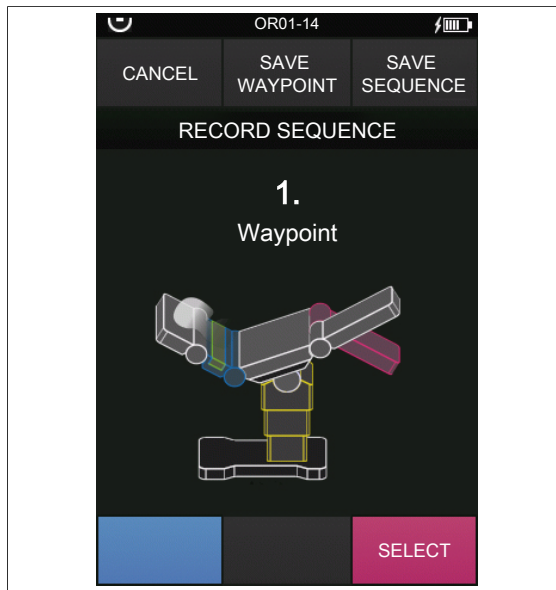 OR01-14
CANCEL
SAVE
WAYPOINT
SAVE
SEQUENCE
RECORD SEQUENCE
1.
Waypoint
SELECT